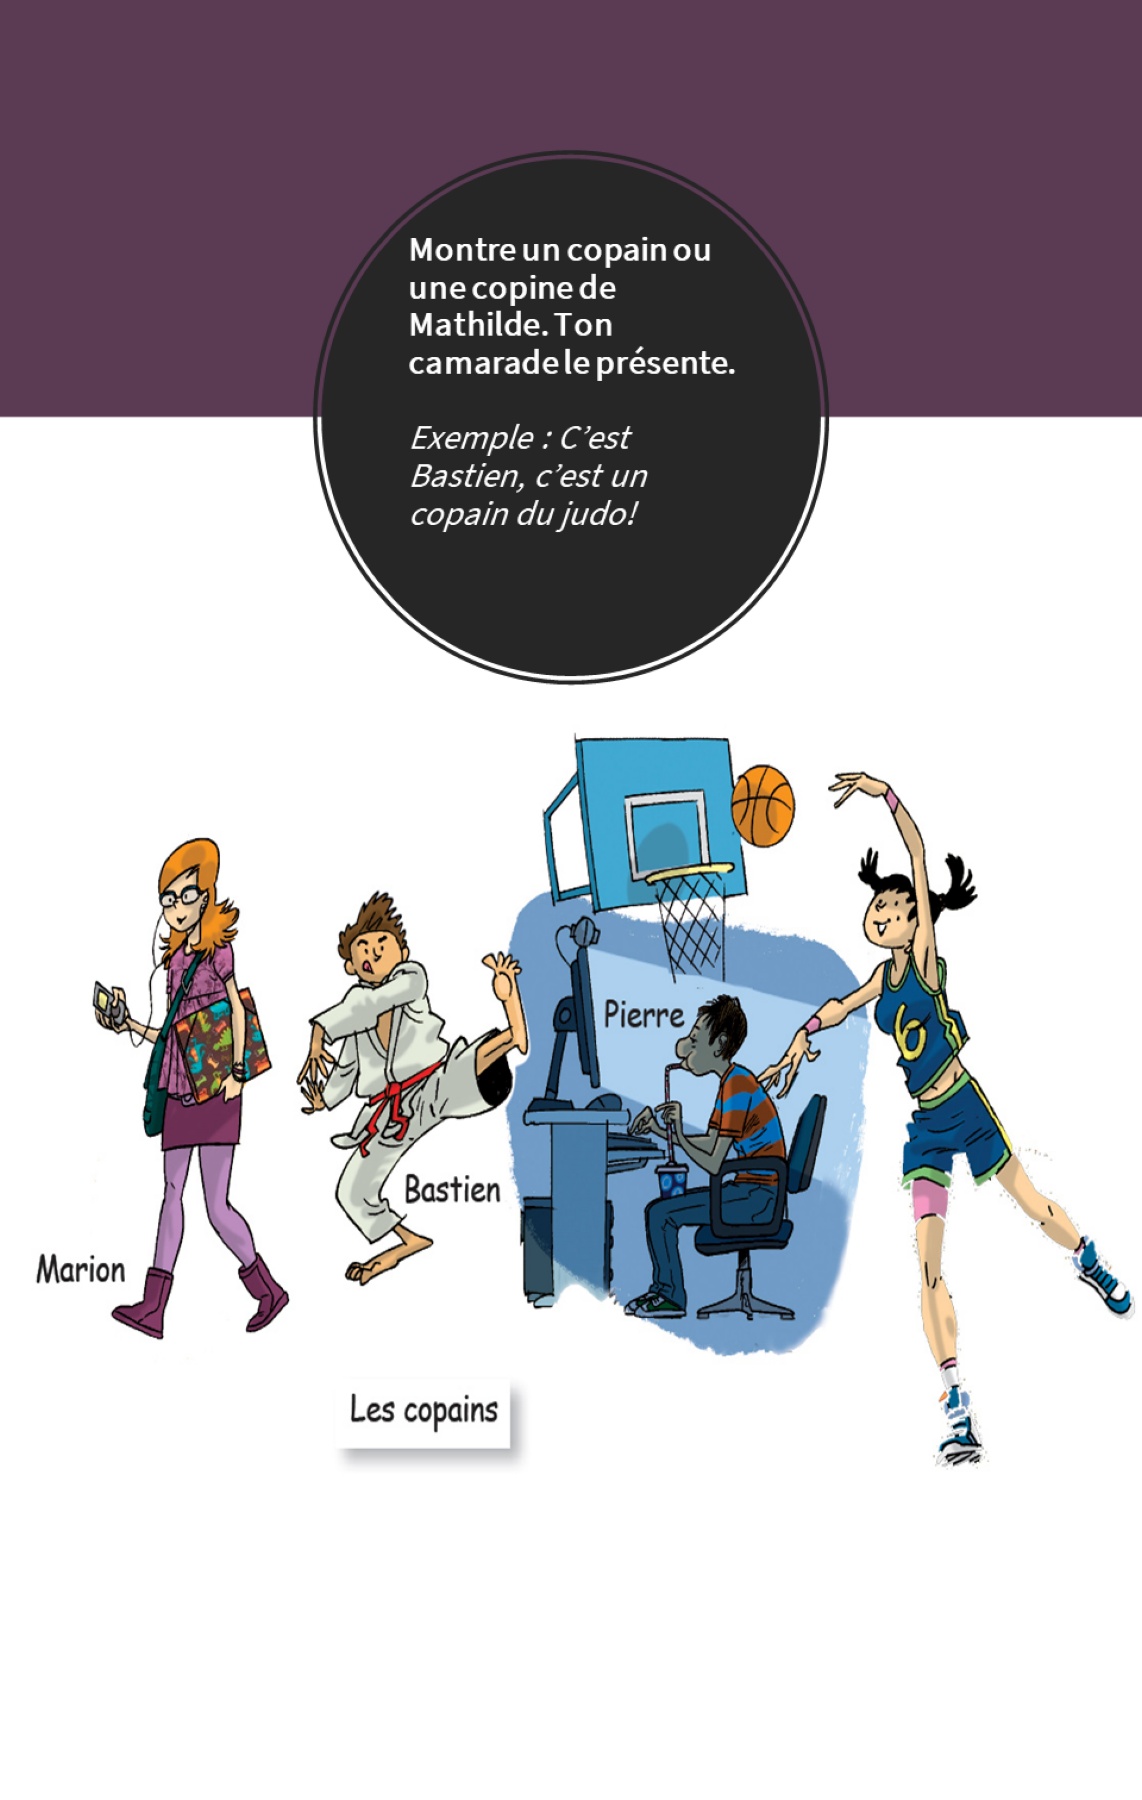 Montre un copain ou
une copine de
Mathilde. Ton
camarade le présente.
Exemple : C'est
Bastien, c'est un
copain du judo!
6
Pierre
Bastien
Marion
Les copains